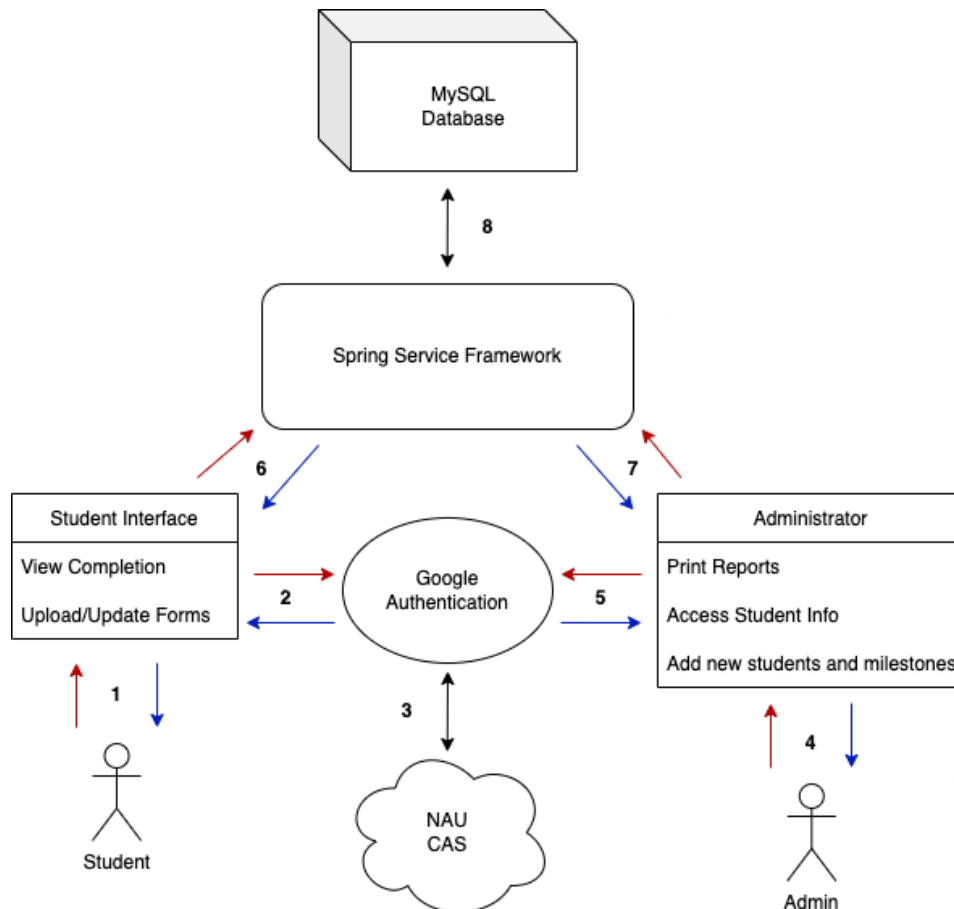 MySQL
Database
8
Spring Service Framework
6
7
Student Interface
View Completion
Upload/Update Forms
2
Google
Authentication
5
Administrator
Print Reports
Access Student Info
Add new students and milestones
1
3
4
Student
NAU
CAS
Admin